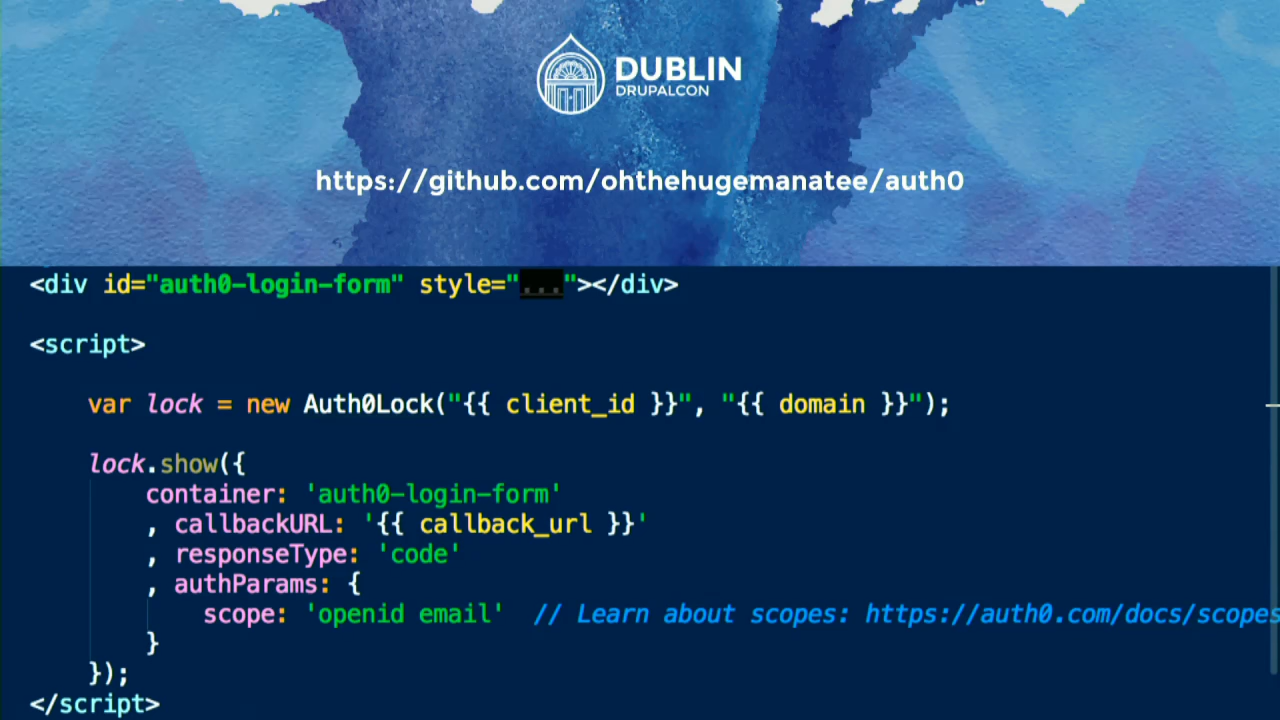 DUBLIN
DRUPALCON
https://github.com/ohthehugemanatee/auth0
<div id="auth0-login-form" style="..."></div>
<script>
var lock = new Auth0Lock("{{ client_id }}", "{{ domain }}");
lock.show({
container: 'auth0-login-form'
, callbackURL: '{{ callback_url }}'
, responseType: 'code'
, authParams: {
scope: 'openid email' // Learn about scopes: https://auth0.com/docs/scopes
}
});
</script>